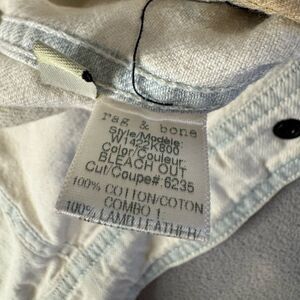 rag & bone
Style/Modèle:
W1422K800
Color/Couleur:
BLEACH OUT
Cut/Coupe#: 6235
100% COTTON/COTON
COMBO 1
100% LAMB LEATHER/